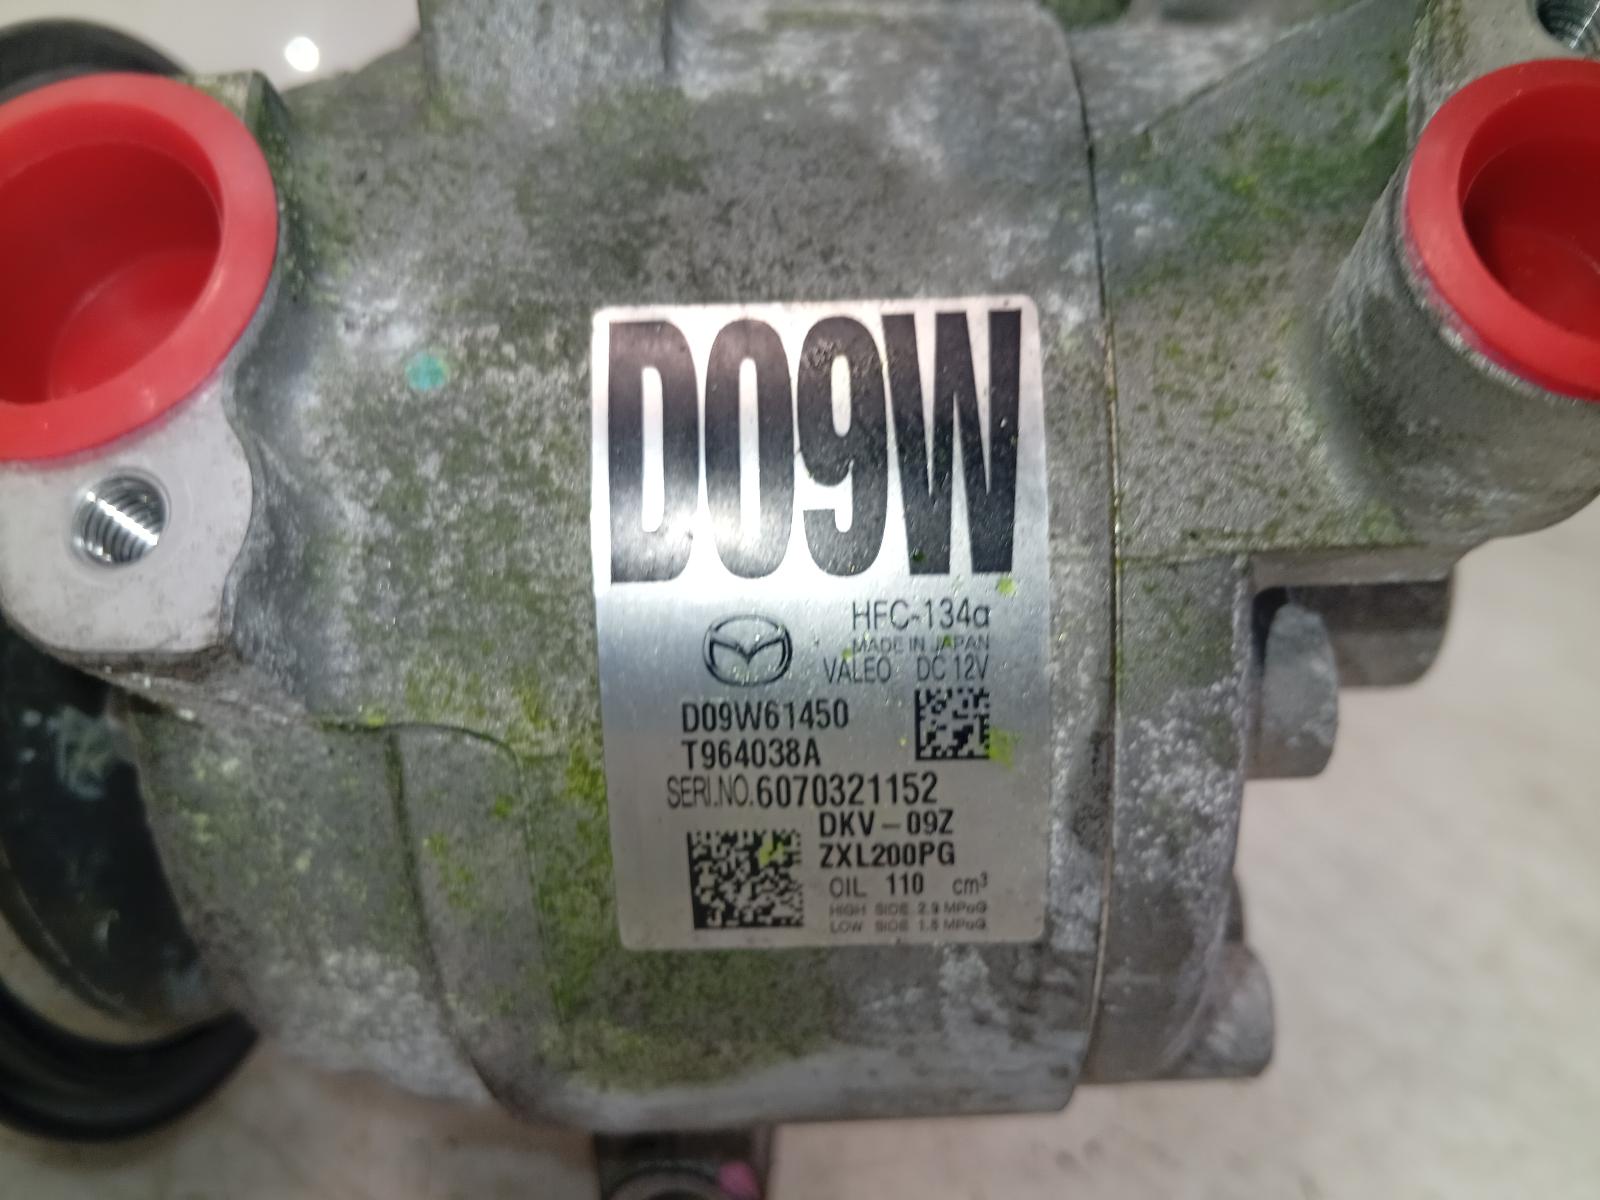 D09W
HFC-134a
MADE IN JAPAN
VALEO DC 12V
D09W61450
T964038A
SERI.NO.6070321152
DKV-09Z
ZXL200PG
OIL 110 cm³
HIGH SIDE 2.9 MPaG
LOW SIDE 1.5 MPaG